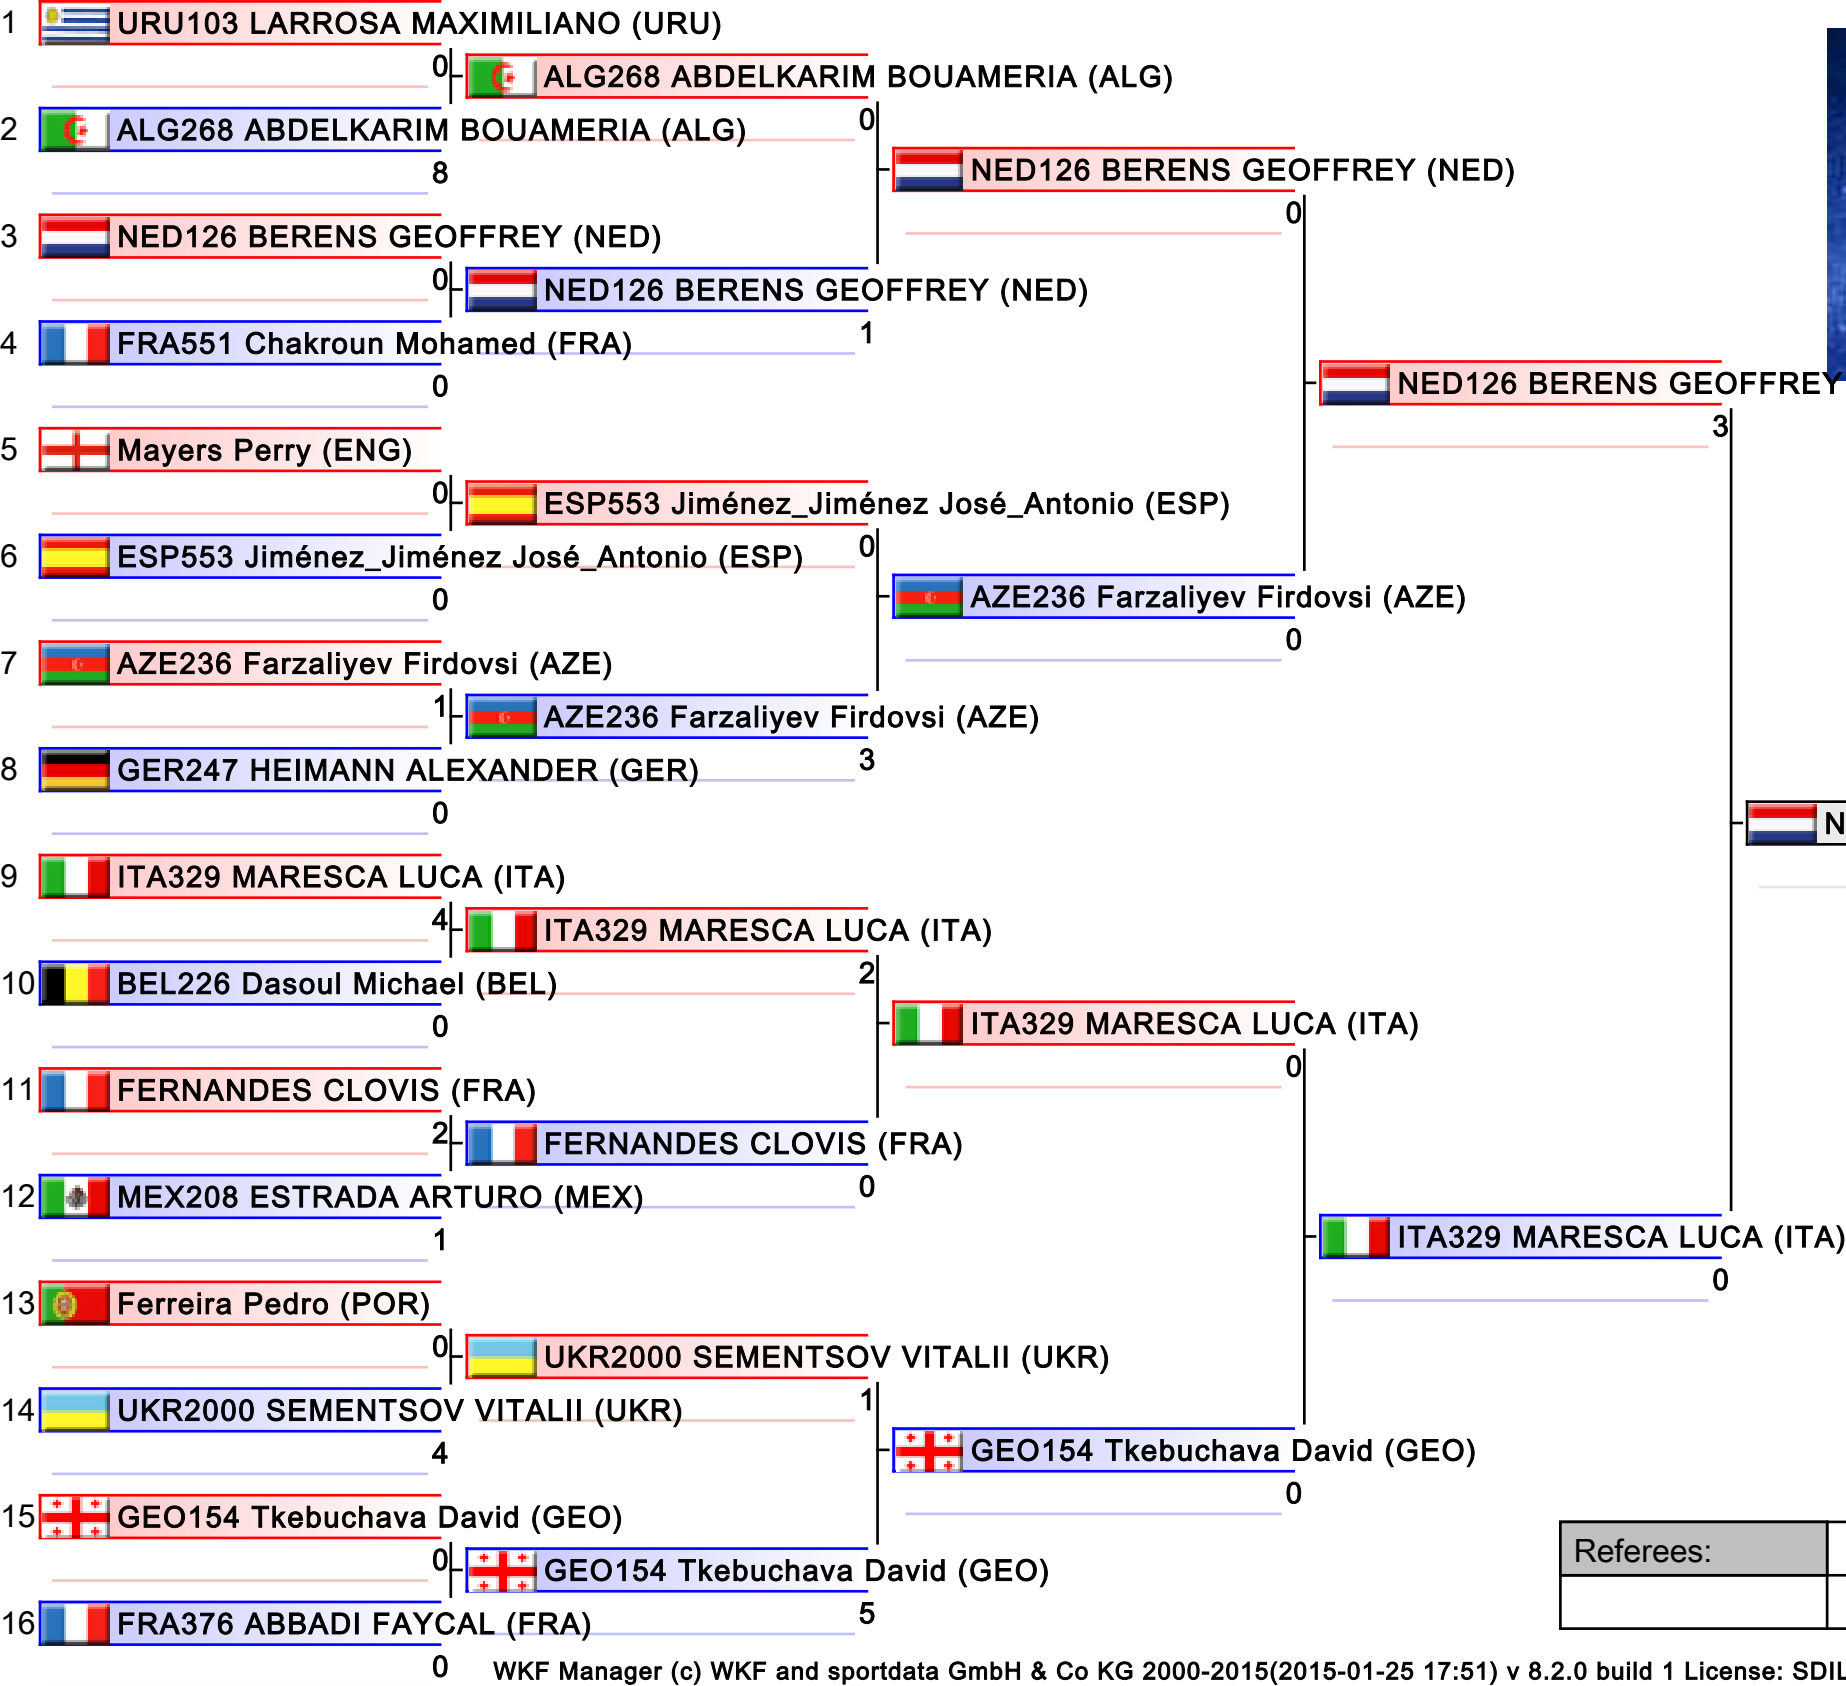 1 URU103 LARROSA MAXIMILIANO (URU)
0
2 ALG268 ABDELKARIM BOUAMERIA (ALG)
8
3 NED126 BERENS GEOFFREY (NED)
0
4 FRA551 Chakroun Mohamed (FRA)
0
5 Mayers Perry (ENG)
0
6 ESP553 Jiménez_Jiménez José_Antonio (ESP)
0
7 AZE236 Farzaliyev Firdovsi (AZE)
1
8 GER247 HEIMANN ALEXANDER (GER)
0
9 ITA329 MARESCA LUCA (ITA)
4
10 BEL226 Dasoul Michael (BEL)
0
11 FERNANDES CLOVIS (FRA)
2
12 MEX208 ESTRADA ARTURO (MEX)
1
13 Ferreira Pedro (POR)
0
14 UKR2000 SEMENTSOV VITALII (UKR)
4
15 GEO154 Tkebuchava David (GEO)
0
16 FRA376 ABBADI FAYCAL (FRA)
0
ALG268 ABDELKARIM BOUAMERIA (ALG)
0
NED126 BERENS GEOFFREY (NED)
1
ESP553 Jiménez_Jiménez José_Antonio (ESP)
0
AZE236 Farzaliyev Firdovsi (AZE)
3
ITA329 MARESCA LUCA (ITA)
2
FERNANDES CLOVIS (FRA)
0
UKR2000 SEMENTSOV VITALII (UKR)
1
GEO154 Tkebuchava David (GEO)
5
NED126 BERENS GEOFFREY (NED)
0
AZE236 Farzaliyev Firdovsi (AZE)
0
ITA329 MARESCA LUCA (ITA)
0
GEO154 Tkebuchava David (GEO)
0
NED126 BERENS GEOFFREY
3
ITA329 MARESCA LUCA (ITA)
0
N
Referees:
WKF Manager (c) WKF and sportdata GmbH & Co KG 2000-2015(2015-01-25 17:51) v 8.2.0 build 1 License: SDIL